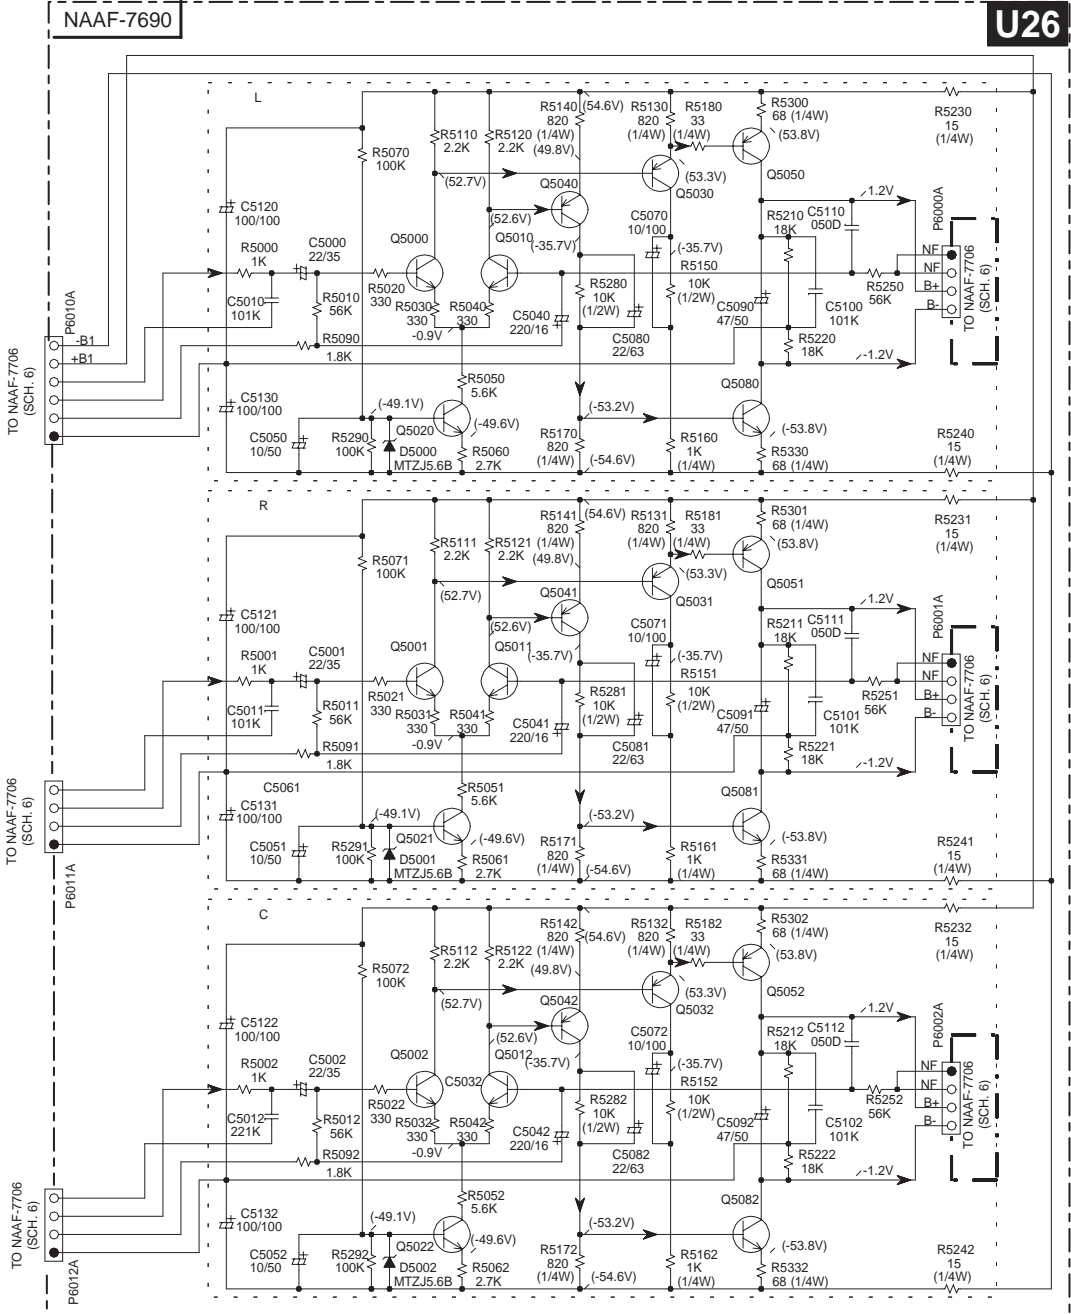 NAAF-7690
U26
L
R5070
100K
R5110
2.2K
R5120
2.2K
R5140
820
(1/4W)
(54.6V)
(49.8V)
R5130
820
(1/4W)
R5180
33
(1/4W)
R5300
68 (1/4W)
(53.8V)
R5230
15
(1/4W)
(52.7V)
(53.3V)
Q5030
Q5050
Q5040
(52.6V)
C5120
100/100
R5000
1K
C5000
22/35
Q5000
Q5010
(-35.7V)
C5070
10/100
(-35.7V)
R5150
10K
(1/2W)
R5210
18K
C5110
050D
1.2V
P6000A
NF
NF
B+
B-
TO NAAF-7706
(SCH. 6)
R5250
56K
C5010
101K
R5010
56K
R5020
330
R5030
330
R5040
330
-0.9V
C5040
220/16
R5280
10K
(1/2W)
C5080
22/63
C5090
47/50
C5100
101K
R5220
18K
-1.2V
P6010A
-B1
+B1
TO NAAF-7706
(SCH. 6)
R5090
1.8K
C5130
100/100
C5050
10/50
R5290
100K
(-49.1V)
Q5020
D5000
MTZJ5.6B
R5050
5.6K
(-49.6V)
R5060
2.7K
(-53.2V)
R5170
820
(1/4W)
(-54.6V)
R5160
1K
(1/4W)
Q5080
(-53.8V)
R5330
68 (1/4W)
R5240
15
(1/4W)
R
R5071
100K
R5111
2.2K
R5121
2.2K
R5141
820
(1/4W)
(54.6V)
(49.8V)
R5131
820
(1/4W)
R5181
33
(1/4W)
R5301
68 (1/4W)
(53.8V)
R5231
15
(1/4W)
(52.7V)
(53.3V)
Q5031
Q5051
Q5041
(52.6V)
C5121
100/100
R5001
1K
C5001
22/35
Q5001
Q5011
(-35.7V)
C5071
10/100
(-35.7V)
R5151
10K
(1/2W)
R5211
18K
C5111
050D
1.2V
P6001A
NF
NF
B+
B-
TO NAAF-7706
(SCH. 6)
R5251
56K
C5011
101K
R5011
56K
R5021
330
R5031
330
R5041
330
-0.9V
C5041
220/16
R5281
10K
(1/2W)
C5081
22/63
C5091
47/50
C5101
101K
R5221
18K
-1.2V
R5091
1.8K
TO NAAF-7706
(SCH. 6)
P6011A
C5061
C5131
100/100
C5051
10/50
R5291
100K
(-49.1V)
Q5021
D5001
MTZJ5.6B
R5051
5.6K
(-49.6V)
R5061
2.7K
(-53.2V)
R5171
820
(1/4W)
(-54.6V)
R5161
1K
(1/4W)
Q5081
(-53.8V)
R5331
68 (1/4W)
R5241
15
(1/4W)
C
R5072
100K
R5112
2.2K
R5122
2.2K
R5142
820
(1/4W)
(54.6V)
(49.8V)
R5132
820
(1/4W)
R5182
33
(1/4W)
R5302
68 (1/4W)
(53.8V)
R5232
15
(1/4W)
(52.7V)
(53.3V)
Q5032
Q5052
Q5042
(52.6V)
C5122
100/100
R5002
1K
C5002
22/35
Q5002
C5032
Q5012
(-35.7V)
C5072
10/100
(-35.7V)
R5152
10K
(1/2W)
R5212
18K
C5112
050D
1.2V
P6002A
NF
NF
B+
B-
TO NAAF-7706
(SCH. 6)
R5252
56K
C5012
221K
R5012
56K
R5022
330
R5032
330
R5042
330
-0.9V
C5042
220/16
R5282
10K
(1/2W)
C5082
22/63
C5092
47/50
C5102
101K
R5222
18K
-1.2V
R5092
1.8K
TO NAAF-7706
(SCH. 6)
P6012A
C5132
100/100
C5052
10/50
R5292
100K
(-49.1V)
Q5022
D5002
MTZJ5.6B
R5052
5.6K
(-49.6V)
R5062
2.7K
(-53.2V)
R5172
820
(1/4W)
(-54.6V)
R5162
1K
(1/4W)
Q5082
(-53.8V)
R5332
68 (1/4W)
R5242
15
(1/4W)